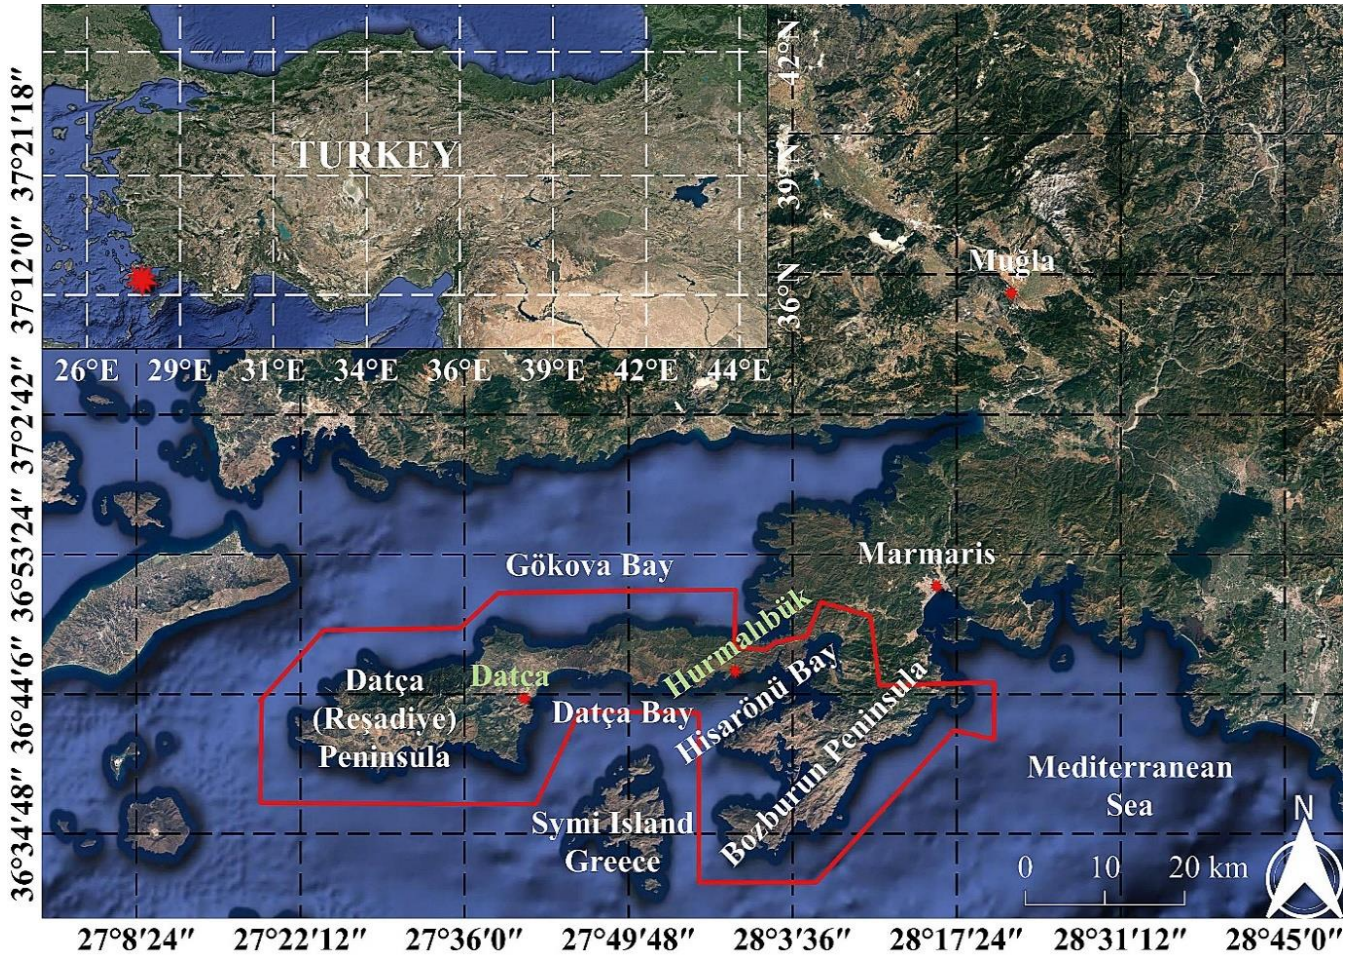 TURKEY
42°N
39°N
36°N
26°E 29°E 31°E 34°E 36°E 39°E 42°E 44°E
37°21'18"
37°12'0"
37°2'42"
36°53'24"
36°44'6"
36°34'48"
Muğla
Marmaris
Gökova Bay
Hurmalıbük
Datça
Datça
(Reşadiye)
Peninsula
Datça Bay
Hisarönü Bay
Bozburun Peninsula
Symi Island
Greece
Mediterranean
Sea
N
0 10 20 km
27°8'24" 27°22'12" 27°36'0" 27°49'48" 28°3'36" 28°17'24" 28°31'12" 28°45'0"